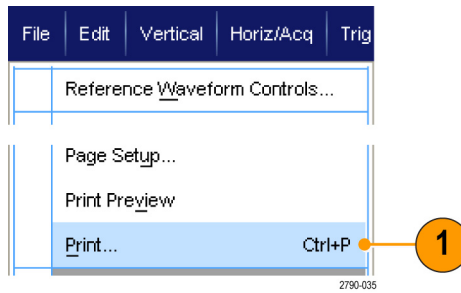 File Edit Vertical Horiz/Acq Trig
Reference Waveform Controls...
Page Setup...
Print Preview
Print... Ctrl+P
1
2790-035